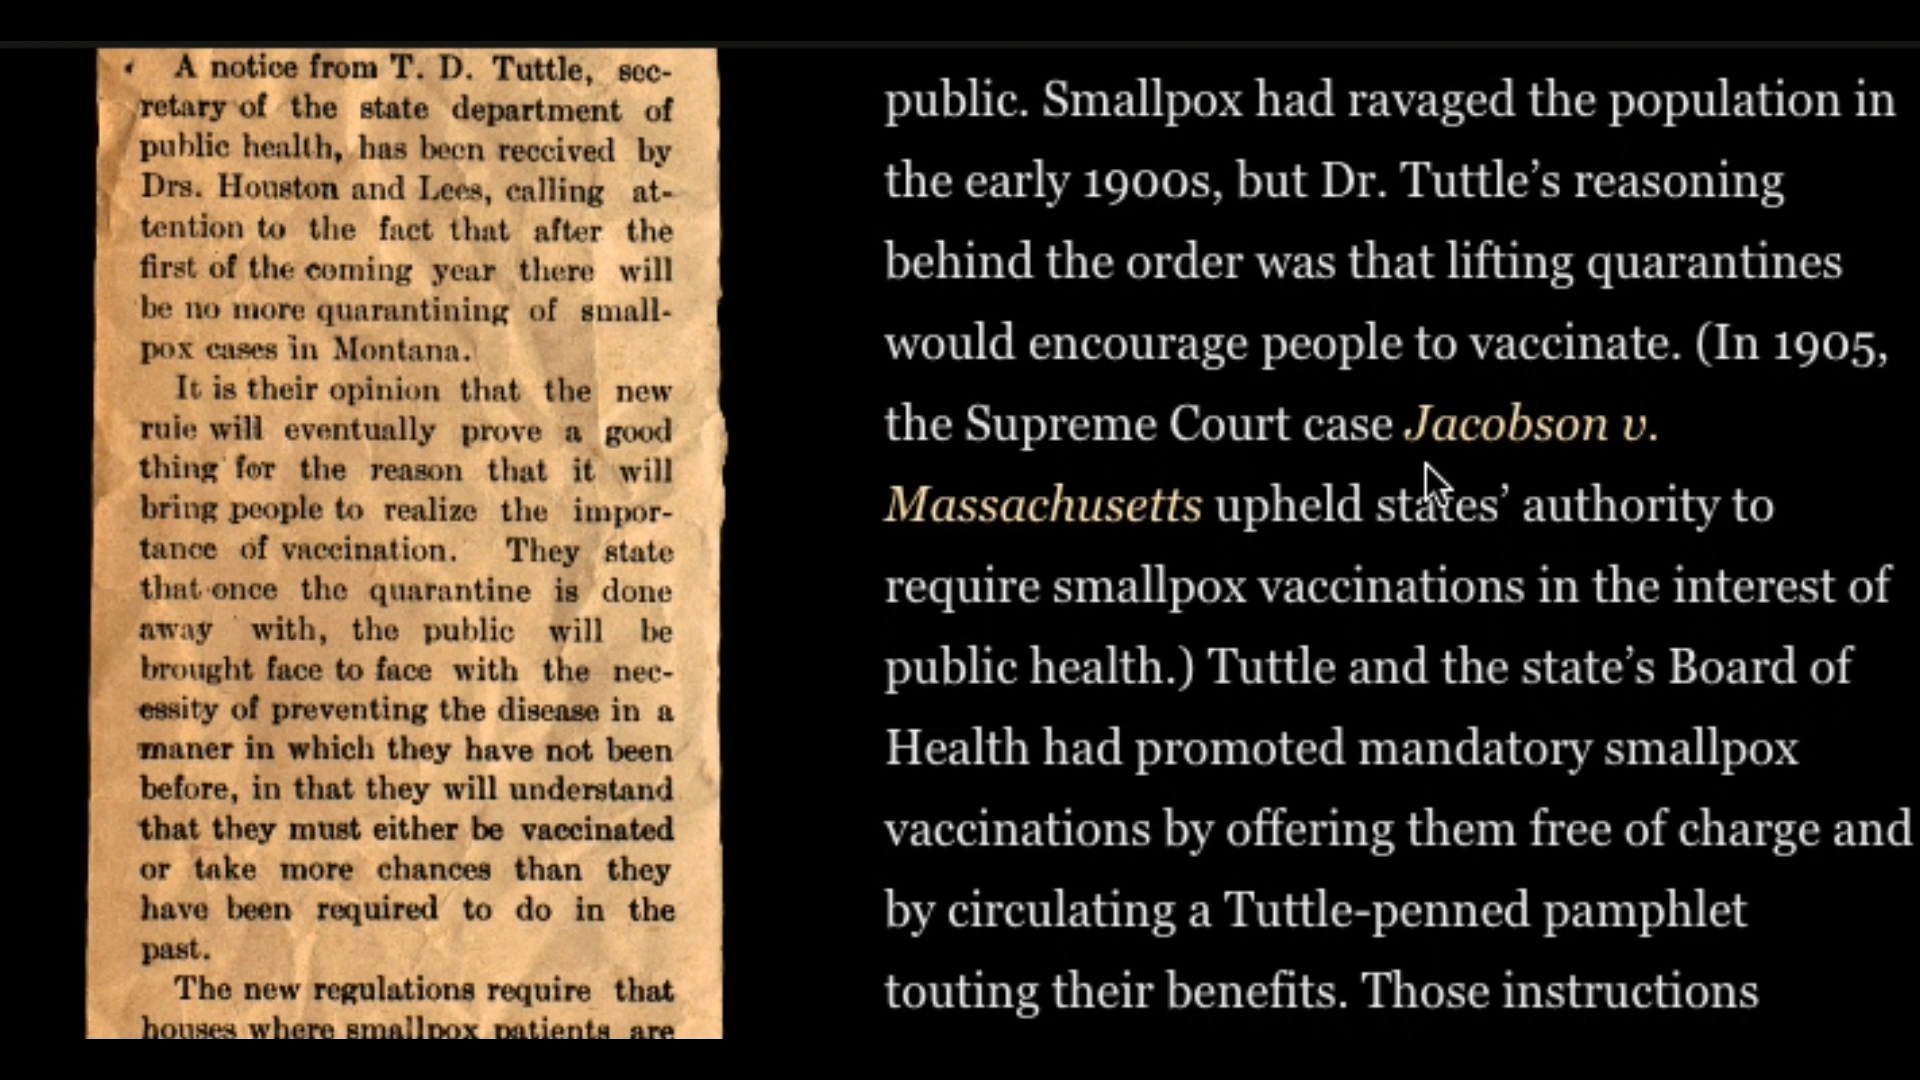 A notice from T. D. Tuttle, sec-
retary of the state department of
public health, has been received by
Drs. Houston and Lees, calling at-
tention to the fact that after the
first of the coming year there will
be no more quarantining of small-
pox cases in Montana.
It is their opinion that the new
rule will eventually prove a good
thing for the reason that it will
bring people to realize the impor-
tance of vaccination. They state
that once the quarantine is done
away with, the public will be
brought face to face with the nec-
essity of preventing the disease in a
maner in which they have not been
before, in that they will understand
that they must either be vaccinated
or take more chances than they
have been required to do in the
past.
The new regulations require that
houses where smallpox patients are
public. Smallpox had ravaged the population in
the early 1900s, but Dr. Tuttle’s reasoning
behind the order was that lifting quarantines
would encourage people to vaccinate. (In 1905,
the Supreme Court case Jacobson v.
Massachusetts upheld states’ authority to
require smallpox vaccinations in the interest of
public health.) Tuttle and the state’s Board of
Health had promoted mandatory smallpox
vaccinations by offering them free of charge and
by circulating a Tuttle-penned pamphlet
touting their benefits. Those instructions